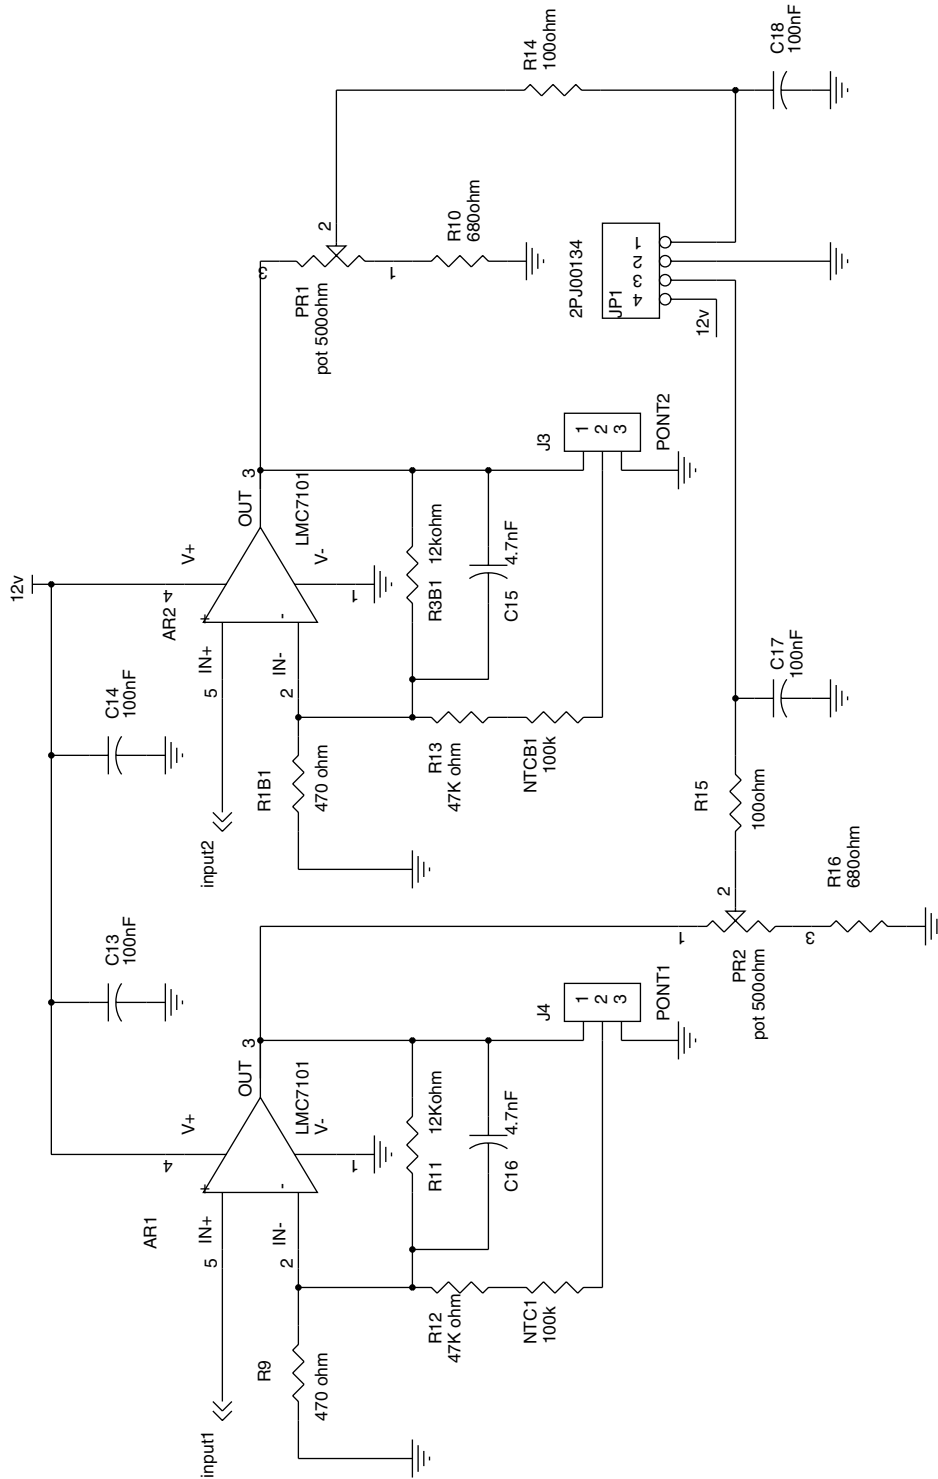 12v
C13
100nF
C14
100nF
AR1
4
V+
OUT
3
+
-
IN+
5
IN-
2
LMC7101
V-
1
input1
R9
470 ohm
R11
12Kohm
C16
4.7nF
R12
47K ohm
NTC1
100k
J4
1
2
3
PONT1
AR2
4
V+
OUT
3
+
-
IN+
5
IN-
2
LMC7101
V-
1
input2
R1B1
470 ohm
R3B1
12kohm
C15
4.7nF
R13
47K ohm
NTCB1
100k
J3
1
2
3
PONT2
3
PR1
pot 500ohm
2
1
R10
680ohm
R14
100ohm
C18
100nF
2PJ00134
JP1
4
3
2
1
12v
1
PR2
pot 500ohm
2
3
R16
680ohm
R15
100ohm
C17
100nF